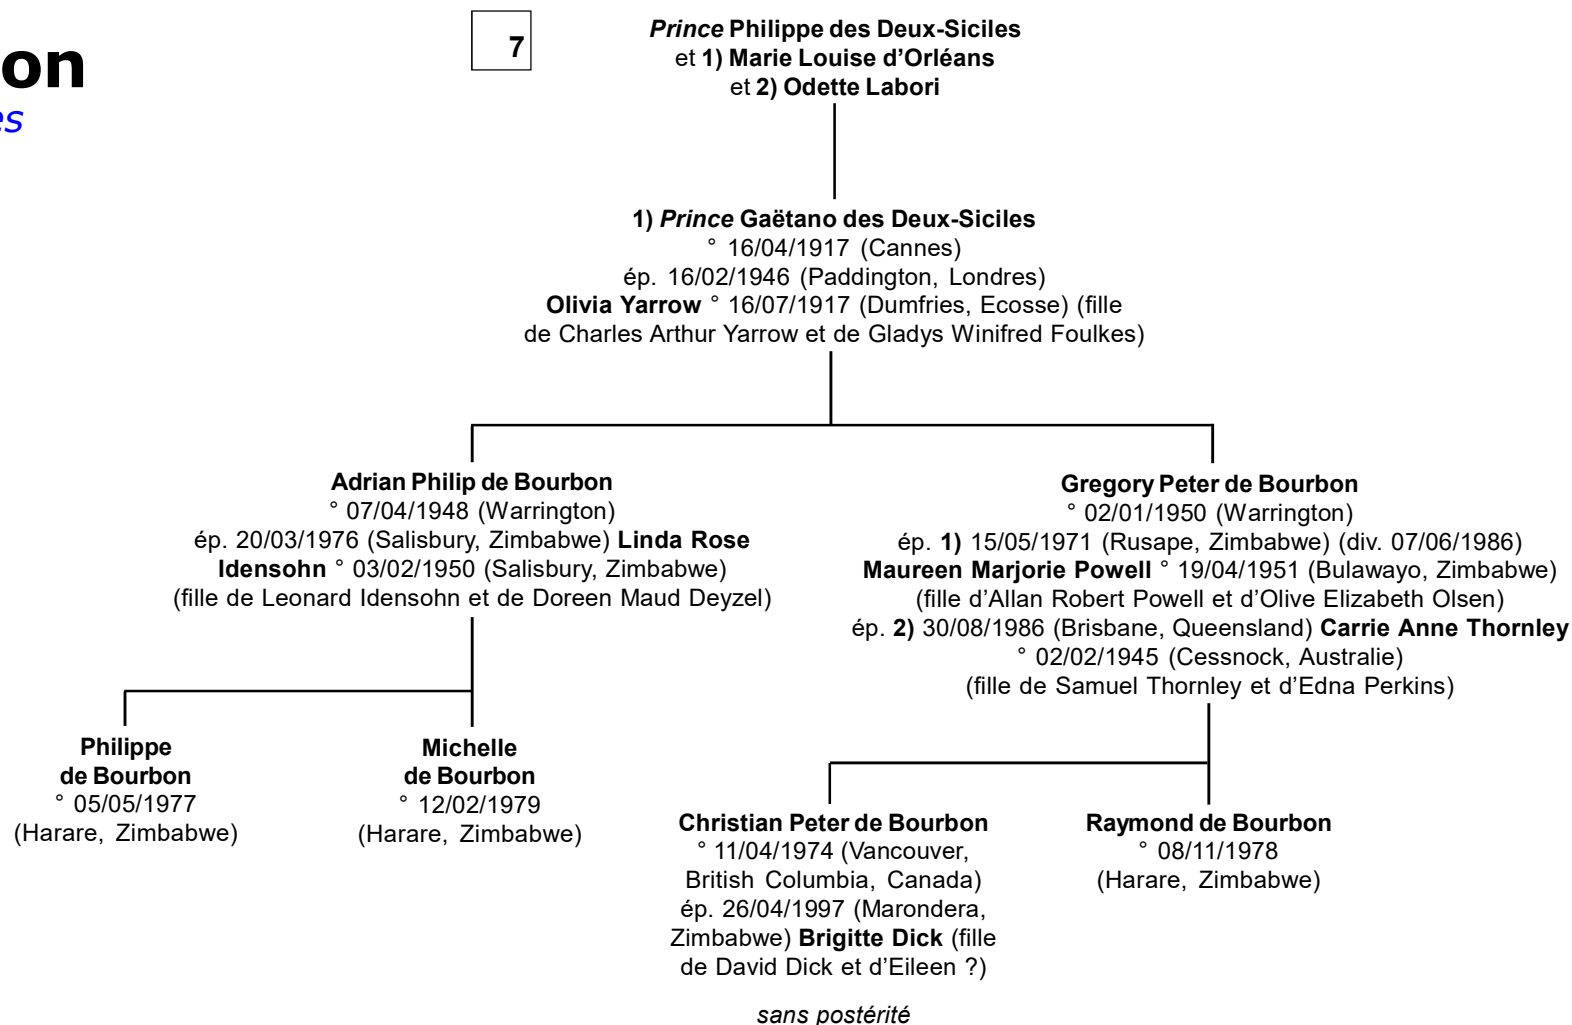 on
es
7
Prince Philippe des Deux-Siciles
et 1) Marie Louise d'Orléans
et 2) Odette Labori
1) Prince Gaëtano des Deux-Siciles
° 16/04/1917 (Cannes)
ép. 16/02/1946 (Paddington, Londres)
Olivia Yarrow ° 16/07/1917 (Dumfries, Ecosse) (fille
de Charles Arthur Yarrow et de Gladys Winifred Foulkes)
Adrian Philip de Bourbon
° 07/04/1948 (Warrington)
ép. 20/03/1976 (Salisbury, Zimbabwe) Linda Rose
Idensohn ° 03/02/1950 (Salisbury, Zimbabwe)
(fille de Leonard Idensohn et de Doreen Maud Deyzel)
Gregory Peter de Bourbon
° 02/01/1950 (Warrington)
ép. 1) 15/05/1971 (Rusape, Zimbabwe) (div. 07/06/1986)
Maureen Marjorie Powell ° 19/04/1951 (Bulawayo, Zimbabwe)
(fille d'Allan Robert Powell et d'Olive Elizabeth Olsen)
ép. 2) 30/08/1986 (Brisbane, Queensland) Carrie Anne Thornley
° 02/02/1945 (Cessnock, Australie)
(fille de Samuel Thornley et d'Edna Perkins)
Philippe
de Bourbon
° 05/05/1977
(Harare, Zimbabwe)
Michelle
de Bourbon
° 12/02/1979
(Harare, Zimbabwe)
Christian Peter de Bourbon
° 11/04/1974 (Vancouver,
British Columbia, Canada)
ép. 26/04/1997 (Marondera,
Zimbabwe) Brigitte Dick (fille
de David Dick et d'Eileen ?)
sans postérité
Raymond de Bourbon
° 08/11/1978
(Harare, Zimbabwe)